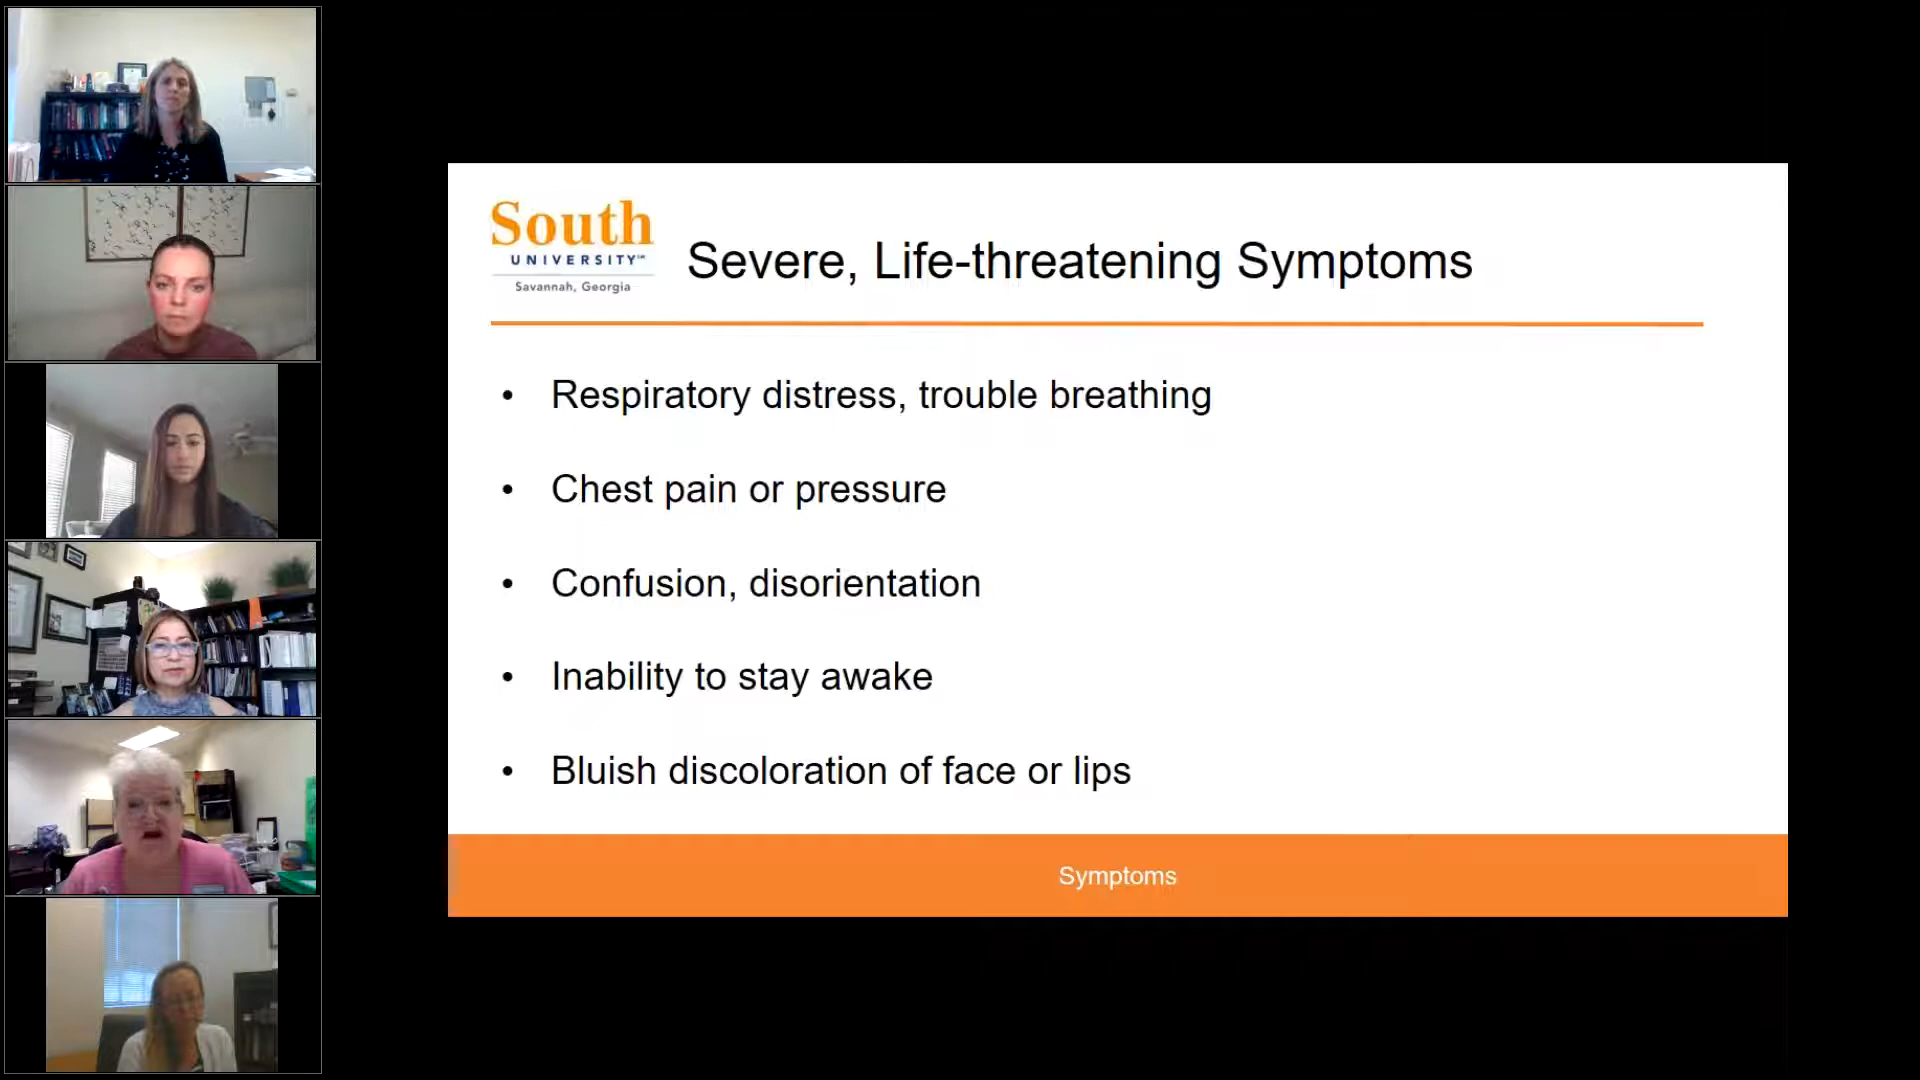 South
UNIVERSITY℠
Savannah, Georgia
Severe, Life-threatening Symptoms
• Respiratory distress, trouble breathing
• Chest pain or pressure
• Confusion, disorientation
• Inability to stay awake
• Bluish discoloration of face or lips
Symptoms